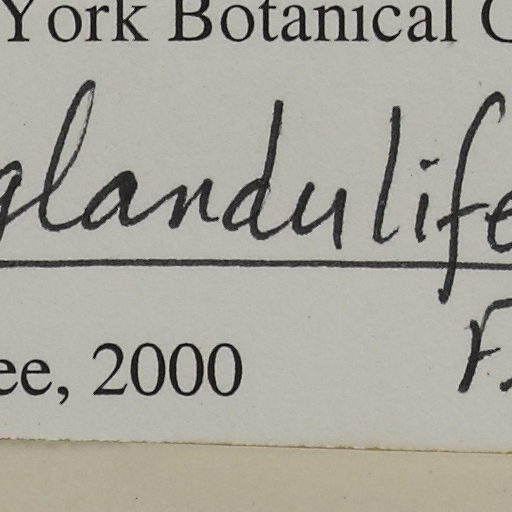 York Botanical
glandulife
ee, 2000
F.